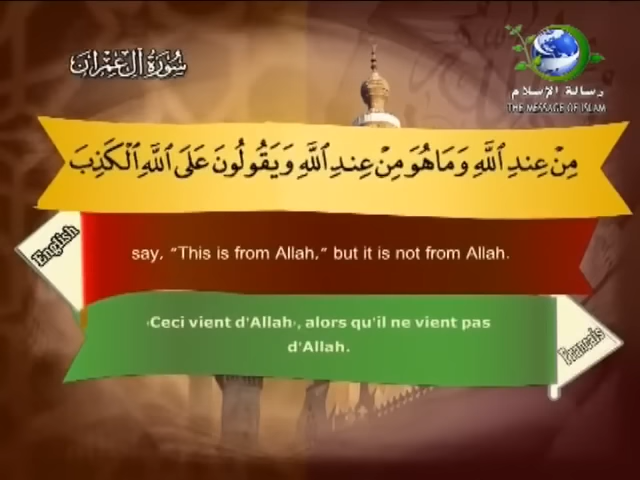 سُورَةُ آلِ عِمْرَان
رسالة الإسلام
THE MESSAGE OF ISLAM
مِنْ عِندِ ٱللَّهِ وَمَا هُوَ مِنْ عِندِ ٱللَّهِ وَيَقُولُونَ عَلَى ٱللَّهِ ٱلْكَذِبَ
English
say, “This is from Allah,” but it is not from Allah.
‹Ceci vient d'Allah›, alors qu'il ne vient pas
d'Allah.
Francais